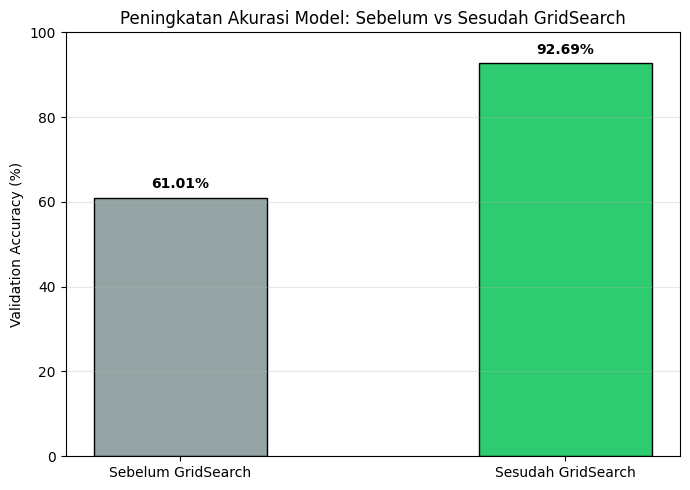 Peningkatan Akurasi Model: Sebelum vs Sesudah GridSearch
100
92.69%
80
61.01%
60
Validation Accuracy (%)
40
20
0
Sebelum GridSearch
Sesudah GridSearch